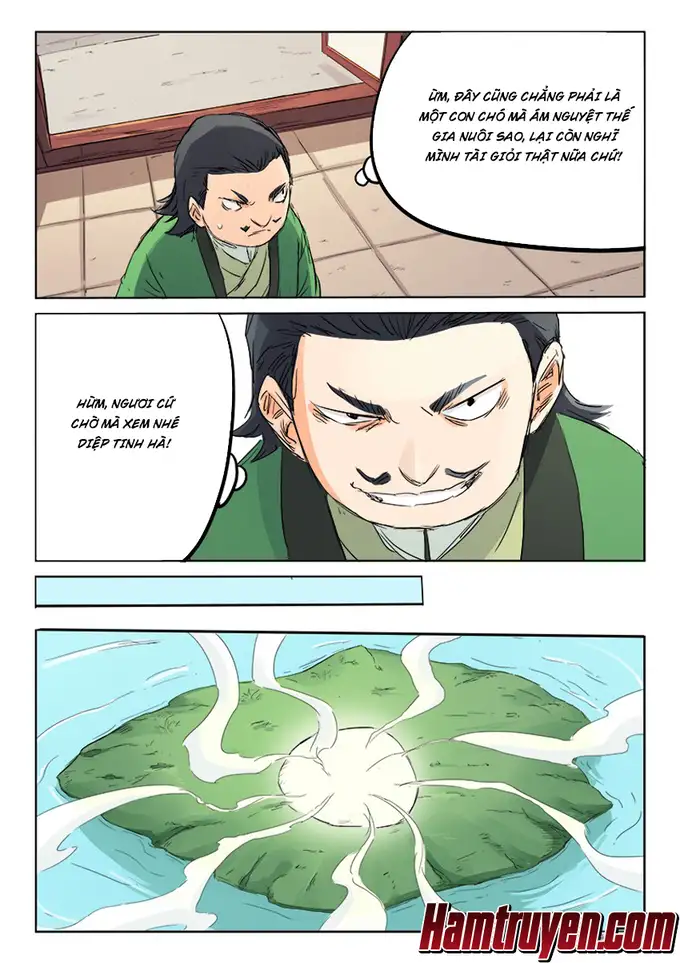 ỪM, ĐÂY CŨNG CHẲNG PHẢI LÀ
MỘT CON CHÓ MÀ ÁM NGUYỆT THẾ
GIA NUÔI SAO, LẠI CÒN NGHĨ
MÌNH TÀI GIỎI THẬT NỮA CHỨ!
HỪM, NGƯƠI CỨ
CHỜ MÀ XEM NHÉ
DIỆP TINH HÀ!
Hamtruyen.com